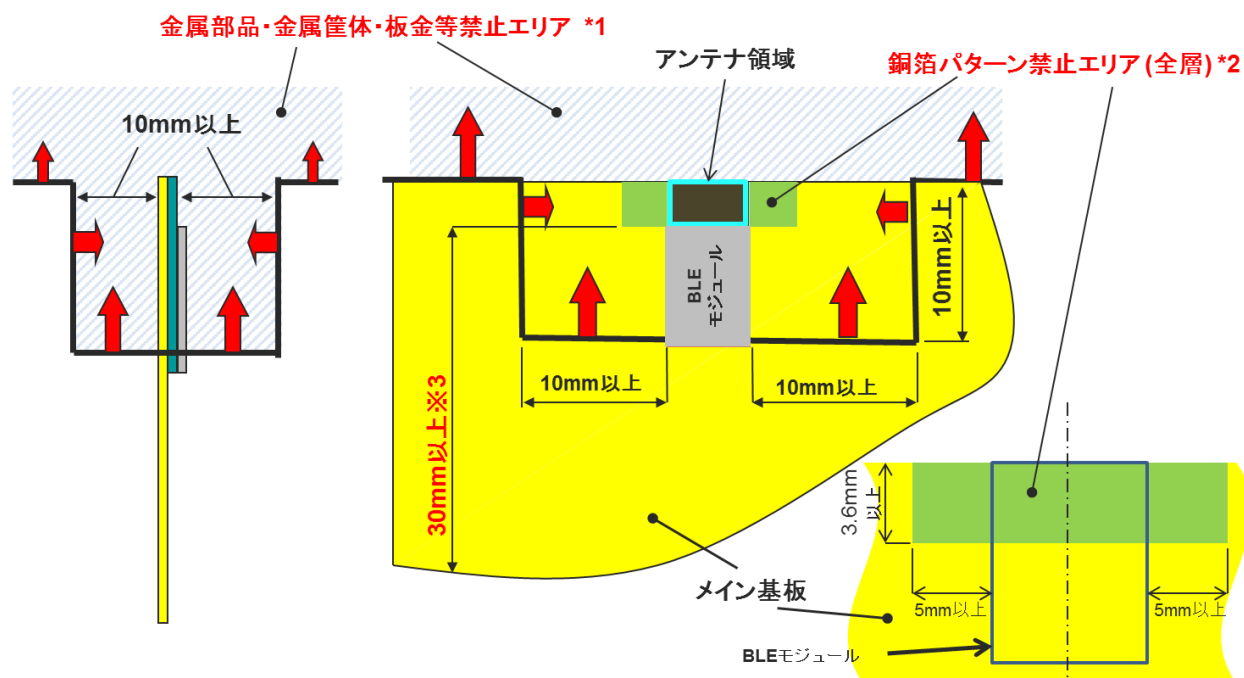 金属部品・金属筐体・板金等禁止エリア *1
アンテナ領域
銅箔パターン禁止エリア(全層)*2
10mm以上
BLE
モジュール
10mm以上
10mm以上
10mm以上
30mm以上※3
3.6mm
以上
メイン基板
5mm以上
5mm以上
BLEモジュール